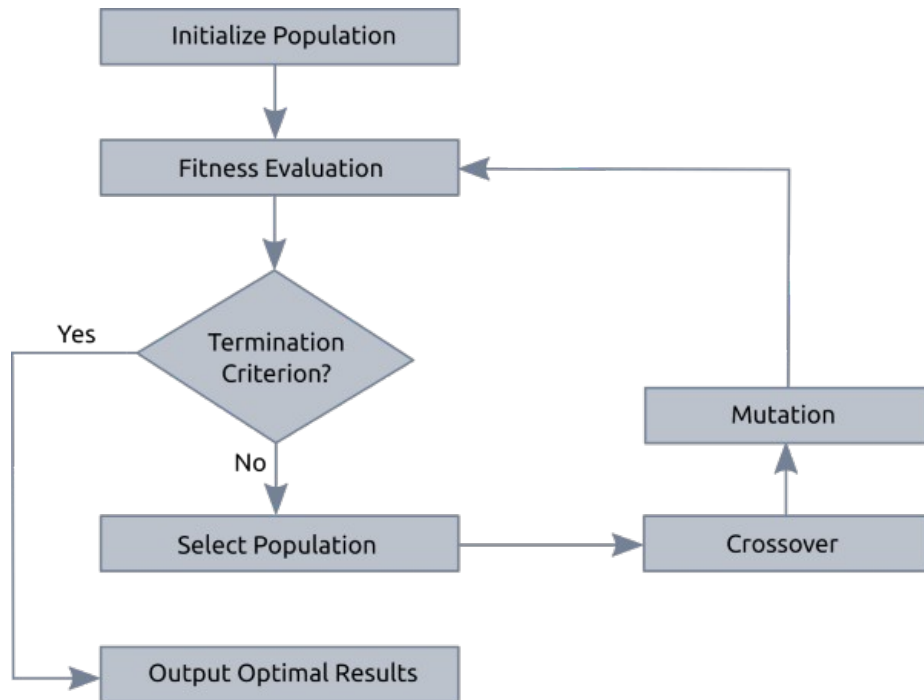 Initialize Population
Fitness Evaluation
Yes
Termination
Criterion?
Mutation
No
Select Population
Crossover
Output Optimal Results